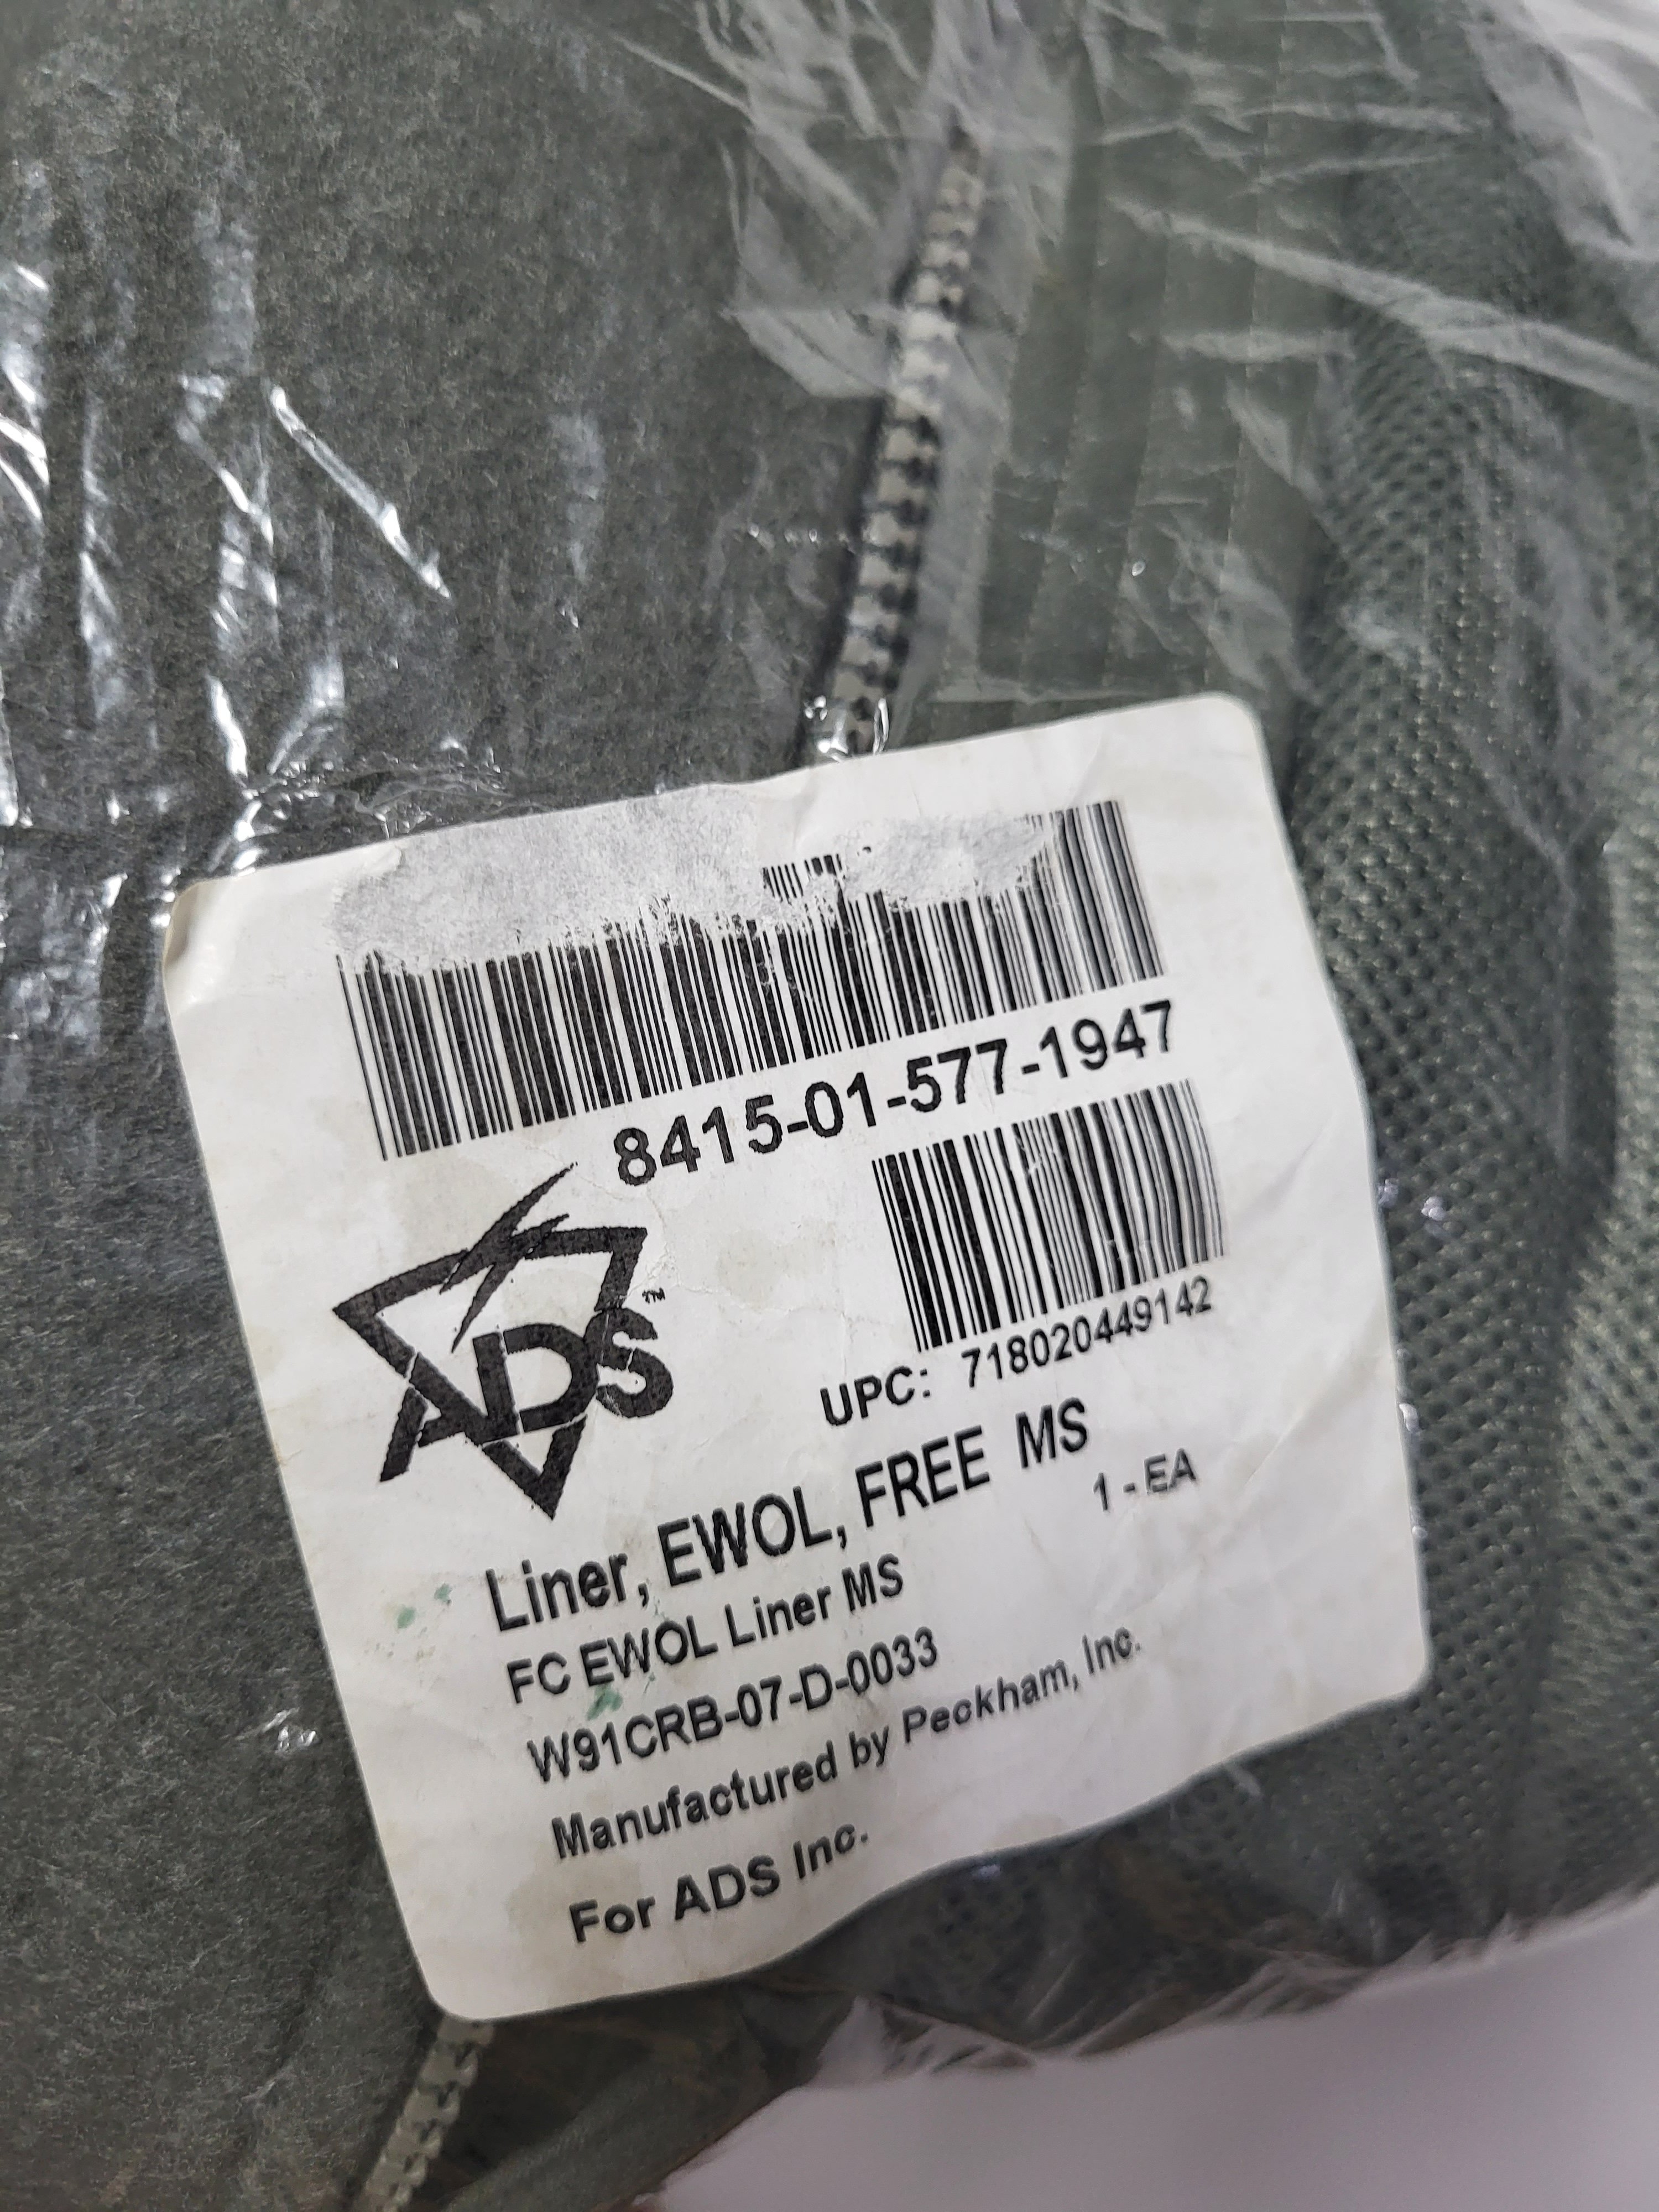 8415-01-577-1947
ADS™
UPC: 718020449142
Liner, EWOL, FREE MS
1 - EA
FC EWOL Liner MS
W91CRB-07-D-0033
Manufactured by Peckham, Inc.
For ADS Inc.